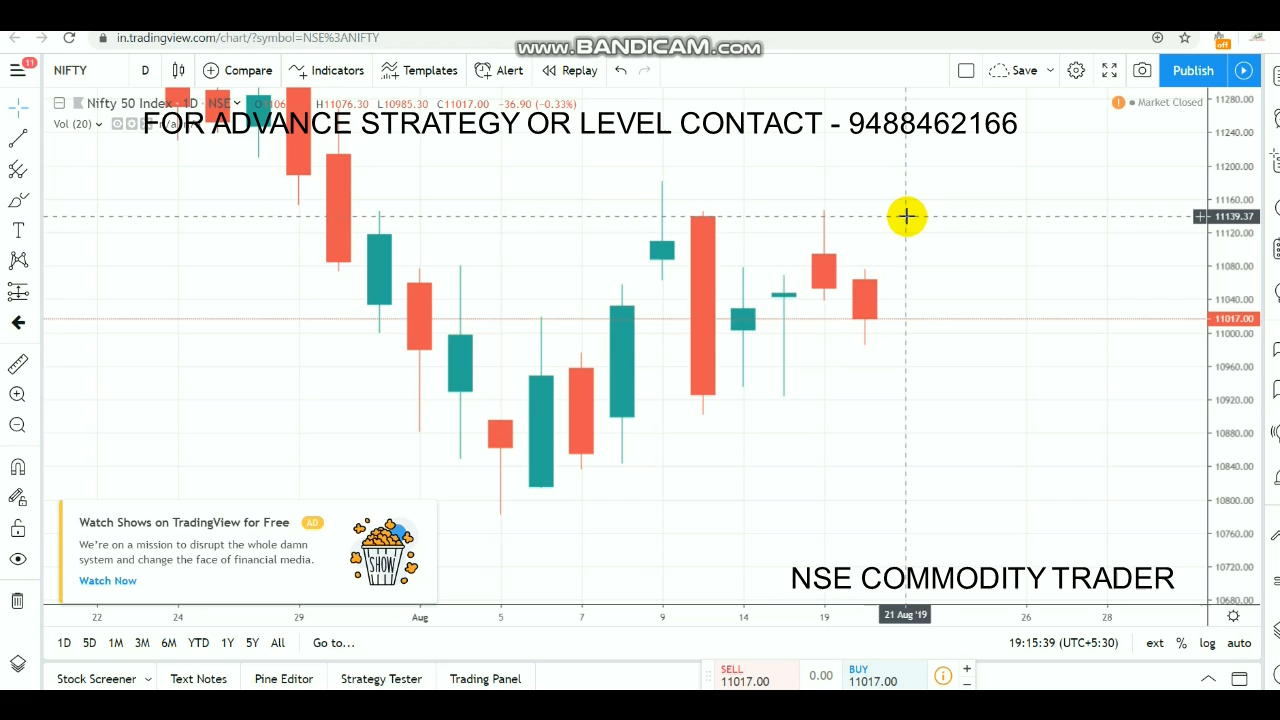 in.tradingview.com/chart/?symbol=NSE%3ANIFTY
www.BANDICAM.com
off
11
NIFTY
D
Compare
Indicators
Templates
Alert
Replay
Save
Publish
Nifty 50 Index · 1D · NSE
H11076.30 L10985.30 C11017.00 -36.90 (-0.33%)
Market Closed
Vol (20)
FOR ADVANCE STRATEGY OR LEVEL CONTACT - 9488462166
11280.00
11240.00
11200.00
11160.00
11139.37
11120.00
11080.00
11040.00
11017.00
11000.00
10960.00
10920.00
10880.00
10840.00
10800.00
10760.00
10720.00
10680.00
Watch Shows on TradingView for Free AD
We're on a mission to disrupt the whole damn
system and change the face of financial media.
Watch Now
SHOW
NSE COMMODITY TRADER
22 24 29 Aug 5 7 9 14 19 21 Aug '19 26 28
1D 5D 1M 3M 6M YTD 1Y 5Y All Go to...
19:15:39 (UTC+5:30) ext % log auto
Stock Screener Text Notes Pine Editor Strategy Tester Trading Panel
SELL
11017.00
0.00
BUY
11017.00